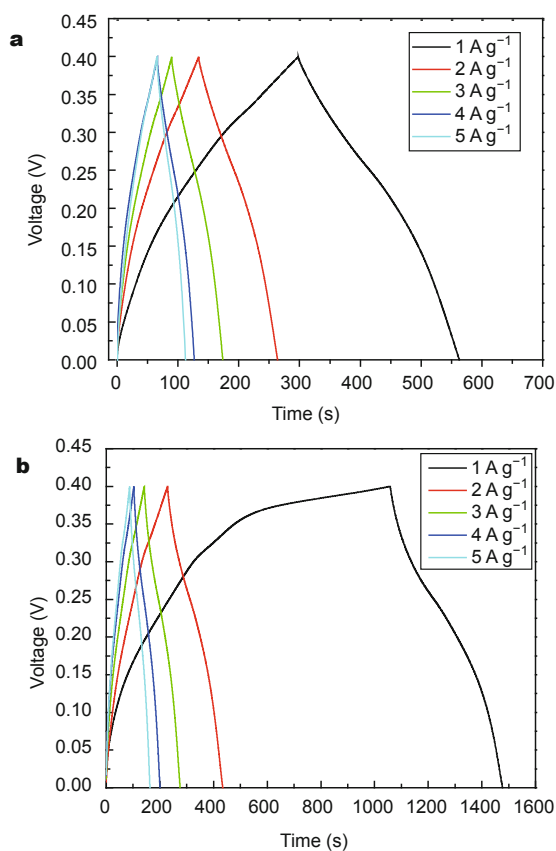 a
0.45
0.40
0.35
0.30
0.25
0.20
0.15
0.10
0.05
0.00
Voltage (V)
1 A g⁻¹
2 A g⁻¹
3 A g⁻¹
4 A g⁻¹
5 A g⁻¹
0 100 200 300 400 500 600 700
Time (s)
b
0.45
0.40
0.35
0.30
0.25
0.20
0.15
0.10
0.05
0.00
Voltage (V)
1 A g⁻¹
2 A g⁻¹
3 A g⁻¹
4 A g⁻¹
5 A g⁻¹
0 200 400 600 800 1000 1200 1400 1600
Time (s)